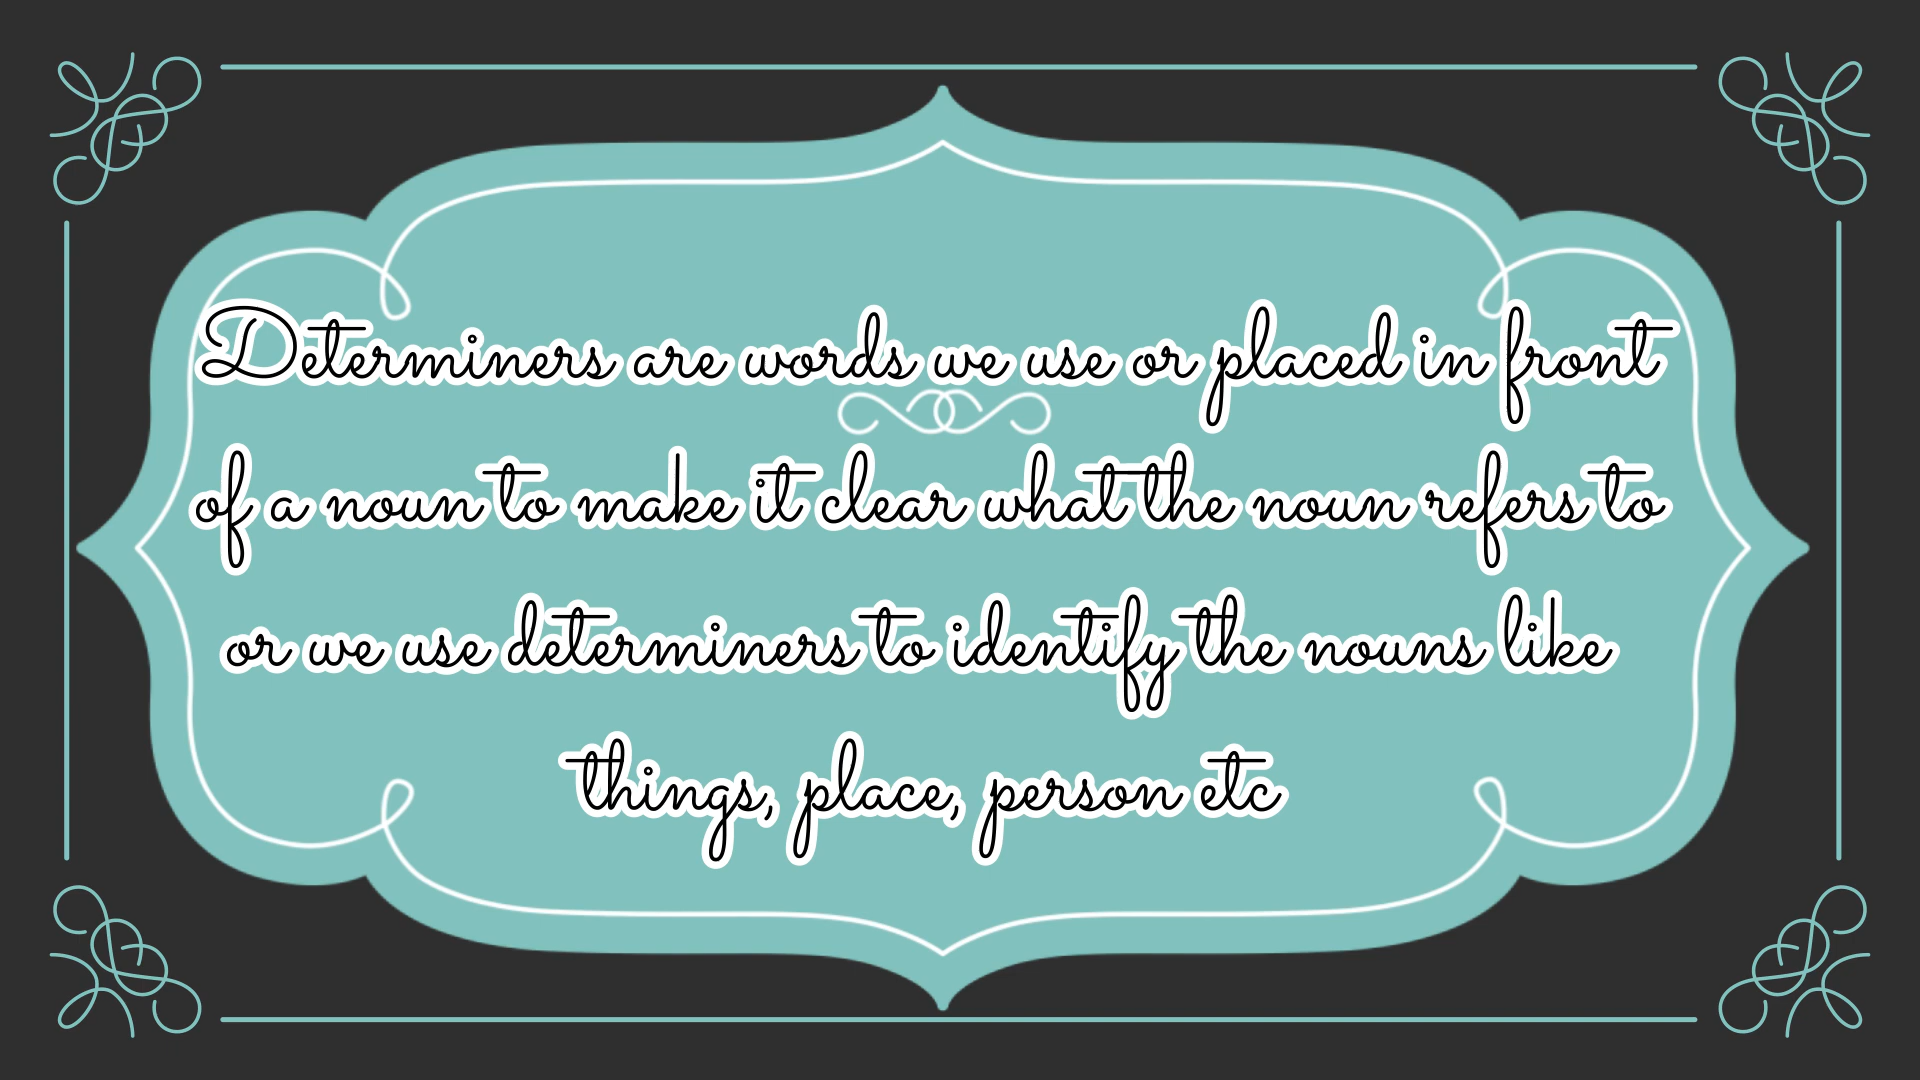 Determiners are words we use or placed in front
of a noun to make it clear what the noun refers to
or we use determiners to identify the nouns like
things, place, person etc